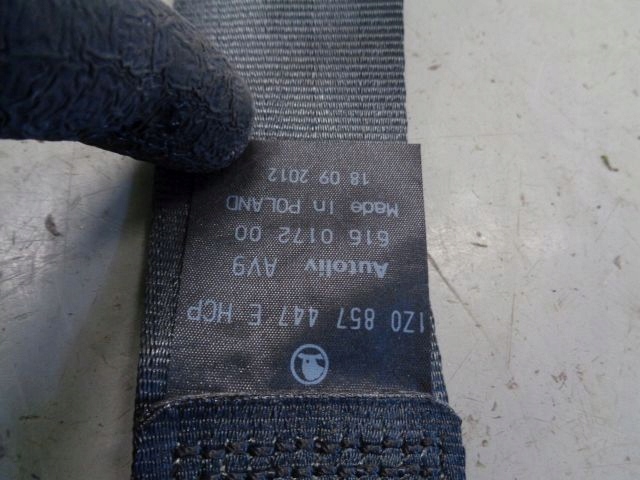 1Z0 857 447 E HCP
Autoliv AV9
616 0172 00
Made In POLAND
18 09 2012